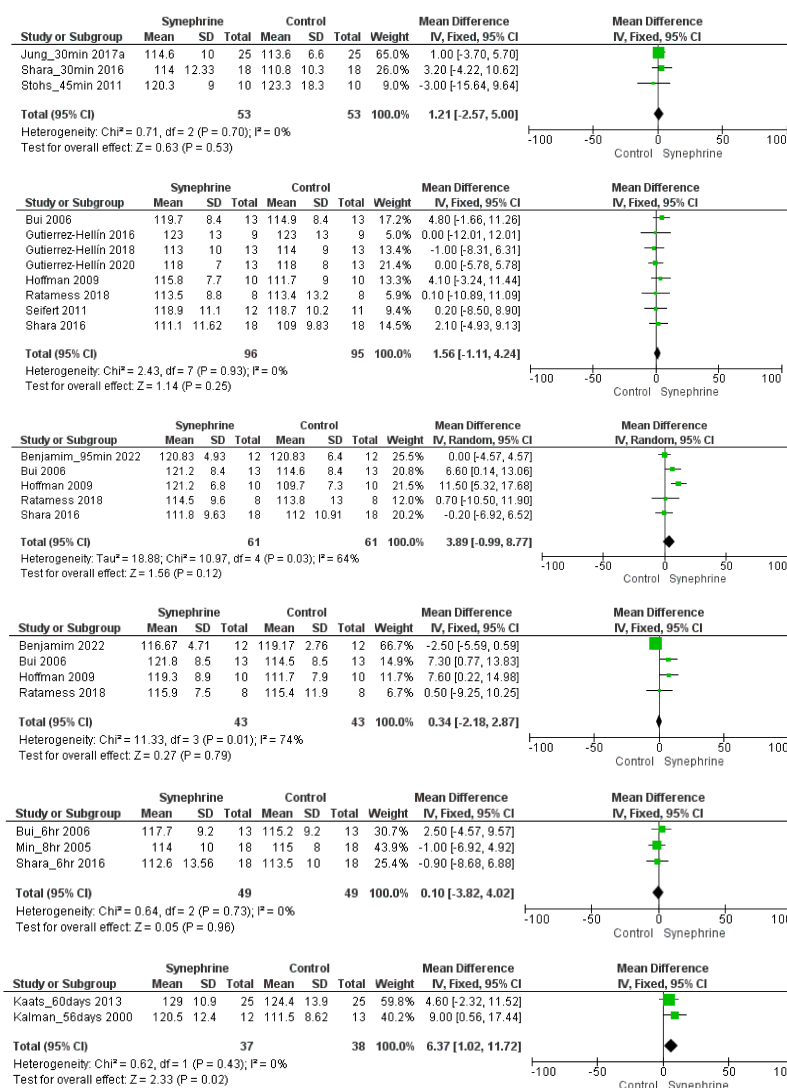 Synephrine Control Mean Difference Mean Difference
Study or Subgroup Mean SD Total Mean SD Total Weight IV, Fixed, 95% CI IV, Fixed, 95% CI
Jung_30min 2017a 114.6 10 25 113.6 6.6 25 65.0% 1.00 [-3.70, 5.70]
Shara_30min 2016 114 12.33 18 110.8 10.3 18 26.0% 3.20 [-4.22, 10.62]
Stohs_45min 2011 120.3 9 10 123.3 18.3 10 9.0% -3.00 [-15.64, 9.64]
Total (95% CI) 53 53 100.0% 1.21 [-2.57, 5.00]
Heterogeneity: Chi² = 0.71, df = 2 (P = 0.70); I² = 0%
Test for overall effect: Z = 0.63 (P = 0.53)
-100 -50 0 50 100
Control Synephrine
Synephrine Control Mean Difference Mean Difference
Study or Subgroup Mean SD Total Mean SD Total Weight IV, Fixed, 95% CI IV, Fixed, 95% CI
Bui 2006 119.7 8.4 13 114.9 8.4 13 17.2% 4.80 [-1.66, 11.26]
Gutierrez-Hellín 2016 123 13 9 123 13 9 5.0% 0.00 [-12.01, 12.01]
Gutierrez-Hellín 2018 113 10 13 114 9 13 13.4% -1.00 [-8.31, 6.31]
Gutierrez-Hellín 2020 118 7 13 118 8 13 21.4% 0.00 [-5.78, 5.78]
Hoffman 2009 115.8 7.7 10 111.7 9 10 13.3% 4.10 [-3.24, 11.44]
Ratamess 2018 113.5 8.8 8 113.4 13.2 8 5.9% 0.10 [-10.89, 11.09]
Seifert 2011 118.9 11.1 12 118.7 10.2 11 9.4% 0.20 [-8.50, 8.90]
Shara 2016 111.1 11.62 18 109 9.83 18 14.5% 2.10 [-4.93, 9.13]
Total (95% CI) 96 95 100.0% 1.56 [-1.11, 4.24]
Heterogeneity: Chi² = 2.43, df = 7 (P = 0.93); I² = 0%
Test for overall effect: Z = 1.14 (P = 0.25)
-100 -50 0 50 100
Control Synephrine
Synephrine Control Mean Difference Mean Difference
Study or Subgroup Mean SD Total Mean SD Total Weight IV, Random, 95% CI IV, Random, 95% CI
Benjamim_95min 2022 120.83 4.93 12 120.83 6.4 12 25.5% 0.00 [-4.57, 4.57]
Bui 2006 121.2 8.4 13 114.6 8.4 13 20.8% 6.60 [0.14, 13.06]
Hoffman 2009 121.2 6.8 10 109.7 7.3 10 21.5% 11.50 [5.32, 17.68]
Ratamess 2018 114.5 9.6 8 113.8 13 8 12.0% 0.70 [-10.50, 11.90]
Shara 2016 111.8 9.63 18 112 10.91 18 20.2% -0.20 [-6.92, 6.52]
Total (95% CI) 61 61 100.0% 3.89 [-0.99, 8.77]
Heterogeneity: Tau² = 18.88; Chi² = 10.97, df = 4 (P = 0.03); I² = 64%
Test for overall effect: Z = 1.56 (P = 0.12)
-100 -50 0 50 100
Control Synephrine
Synephrine Control Mean Difference Mean Difference
Study or Subgroup Mean SD Total Mean SD Total Weight IV, Fixed, 95% CI IV, Fixed, 95% CI
Benjamim 2022 116.67 4.71 12 119.17 2.76 12 66.7% -2.50 [-5.59, 0.59]
Bui 2006 121.8 8.5 13 114.5 8.5 13 14.9% 7.30 [0.77, 13.83]
Hoffman 2009 119.3 8.9 10 111.7 7.9 10 11.7% 7.60 [0.22, 14.98]
Ratamess 2018 115.9 7.5 8 115.4 11.9 8 6.7% 0.50 [-9.25, 10.25]
Total (95% CI) 43 43 100.0% 0.34 [-2.18, 2.87]
Heterogeneity: Chi² = 11.33, df = 3 (P = 0.01); I² = 74%
Test for overall effect: Z = 0.27 (P = 0.79)
-100 -50 0 50 100
Control Synephrine
Synephrine Control Mean Difference Mean Difference
Study or Subgroup Mean SD Total Mean SD Total Weight IV, Fixed, 95% CI IV, Fixed, 95% CI
Bui_6hr 2006 117.7 9.2 13 115.2 9.2 13 30.7% 2.50 [-4.57, 9.57]
Min_8hr 2005 114 10 18 115 8 18 43.9% -1.00 [-6.92, 4.92]
Shara_6hr 2016 112.6 13.56 18 113.5 10 18 25.4% -0.90 [-8.68, 6.88]
Total (95% CI) 49 49 100.0% 0.10 [-3.82, 4.02]
Heterogeneity: Chi² = 0.64, df = 2 (P = 0.73); I² = 0%
Test for overall effect: Z = 0.05 (P = 0.96)
-100 -50 0 50 100
Control Synephrine
Synephrine Control Mean Difference Mean Difference
Study or Subgroup Mean SD Total Mean SD Total Weight IV, Fixed, 95% CI IV, Fixed, 95% CI
Kaats_60days 2013 129 10.9 25 124.4 13.9 25 59.8% 4.60 [-2.32, 11.52]
Kalman_56days 2000 120.5 12.4 12 111.5 8.62 13 40.2% 9.00 [0.56, 17.44]
Total (95% CI) 37 38 100.0% 6.37 [1.02, 11.72]
Heterogeneity: Chi² = 0.62, df = 1 (P = 0.43); I² = 0%
Test for overall effect: Z = 2.33 (P = 0.02)
-100 -50 0 50 100
Control Synephrine